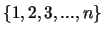 {1, 2, 3, ..., n}